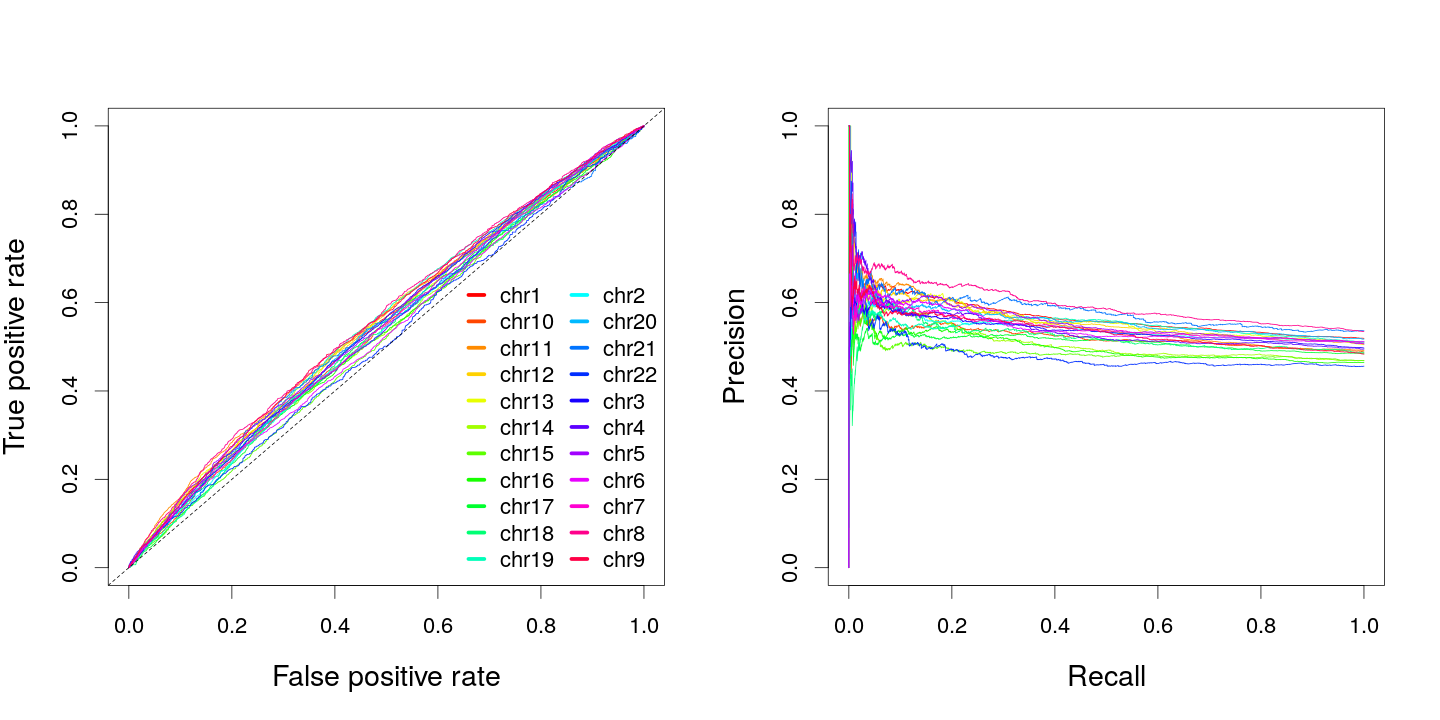 True positive rate
1.0
0.8
0.6
0.4
0.2
0.0
chr1 chr2
chr10 chr20
chr11 chr21
chr12 chr22
chr13 chr3
chr14 chr4
chr15 chr5
chr16 chr6
chr17 chr7
chr18 chr8
chr19 chr9
0.0 0.2 0.4 0.6 0.8 1.0
False positive rate
Precision
1.0
0.8
0.6
0.4
0.2
0.0
0.0 0.2 0.4 0.6 0.8 1.0
Recall